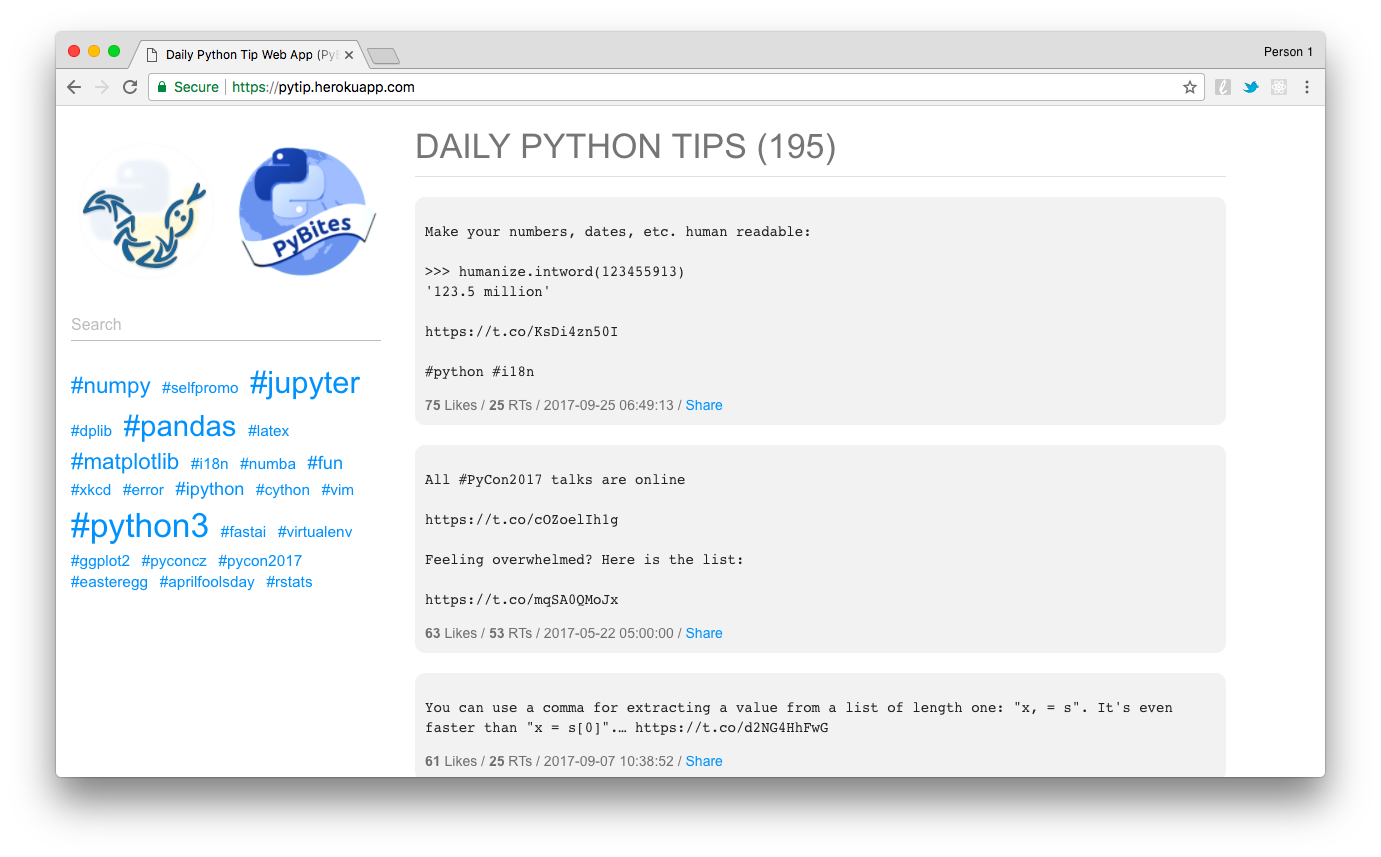 Daily Python Tip Web App (Py
Person 1
Secure https://pytip.herokuapp.com
PyBites
Search
#numpy #selfpromo #jupyter
#dplib #pandas #latex
#matplotlib #i18n #numba #fun
#xkcd #error #ipython #cython #vim
#python3 #fastai #virtualenv
#ggplot2 #pyconcz #pycon2017
#easteregg #aprilfoolsday #rstats
DAILY PYTHON TIPS (195)
Make your numbers, dates, etc. human readable:
>>> humanize.intword(123455913)
'123.5 million'
https://t.co/KsDi4zn50I
#python #i18n
75 Likes / 25 RTs / 2017-09-25 06:49:13 / Share
All #PyCon2017 talks are online
https://t.co/cOZoelIh1g
Feeling overwhelmed? Here is the list:
https://t.co/mqSA0QMoJx
63 Likes / 53 RTs / 2017-05-22 05:00:00 / Share
You can use a comma for extracting a value from a list of length one: "x, = s". It's even
faster than "x = s[0]".… https://t.co/d2NG4HhFwG
61 Likes / 25 RTs / 2017-09-07 10:38:52 / Share